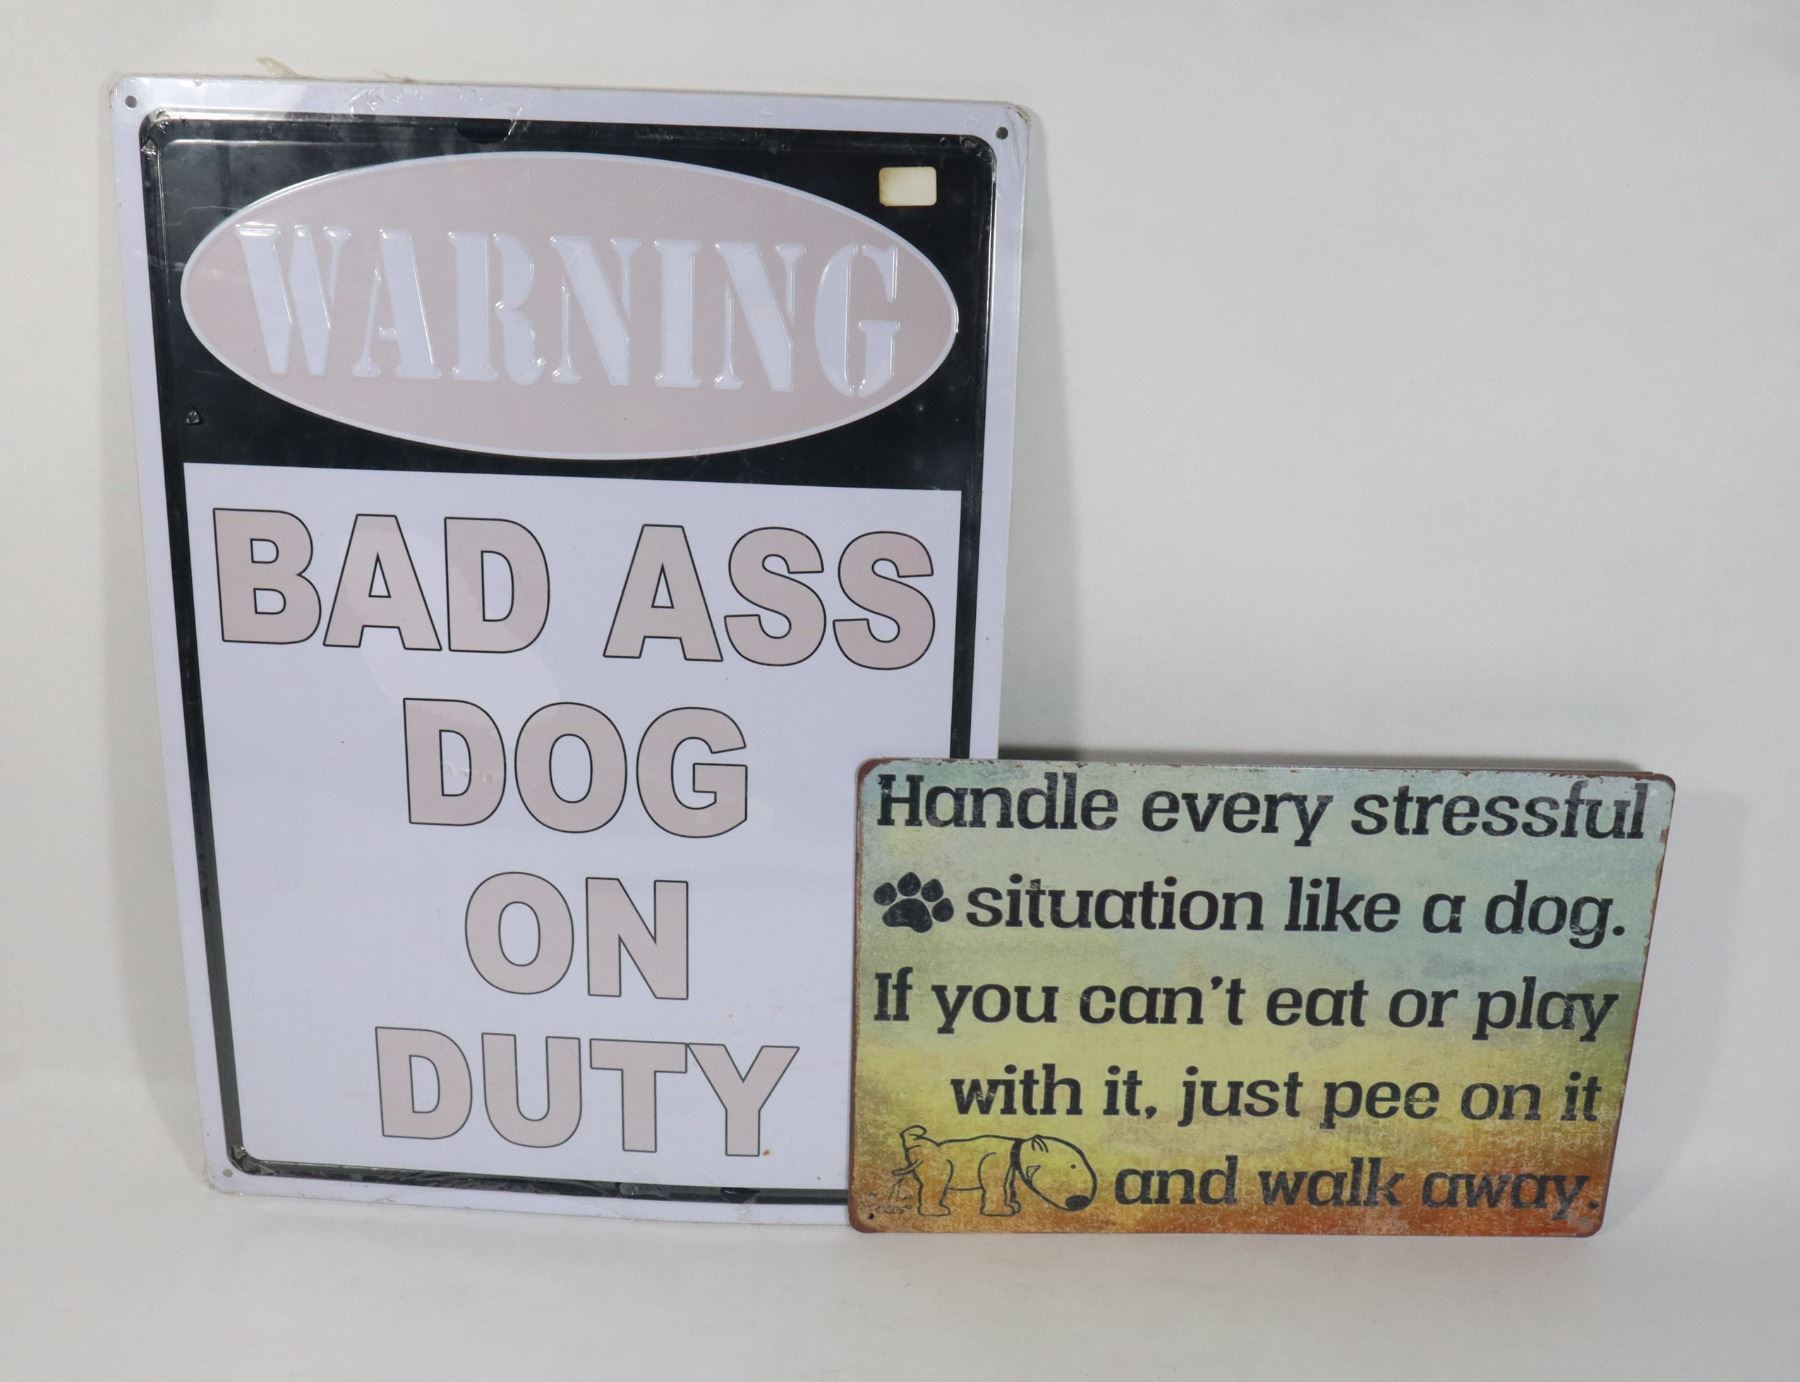 WARNING
BAD ASS
DOG
ON
DUTY
Handle every stressful
situation like a dog.
If you can't eat or play
with it, just pee on it
and walk away.